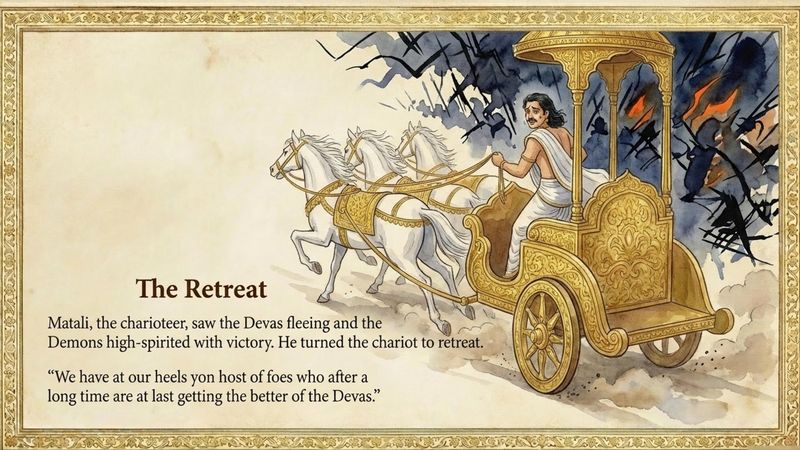 The Retreat
Matali, the charioteer, saw the Devas fleeing and the
Demons high-spirited with victory. He turned the chariot to retreat.
“We have at our heels yon host of foes who after a
long time are at last getting the better of the Devas.”